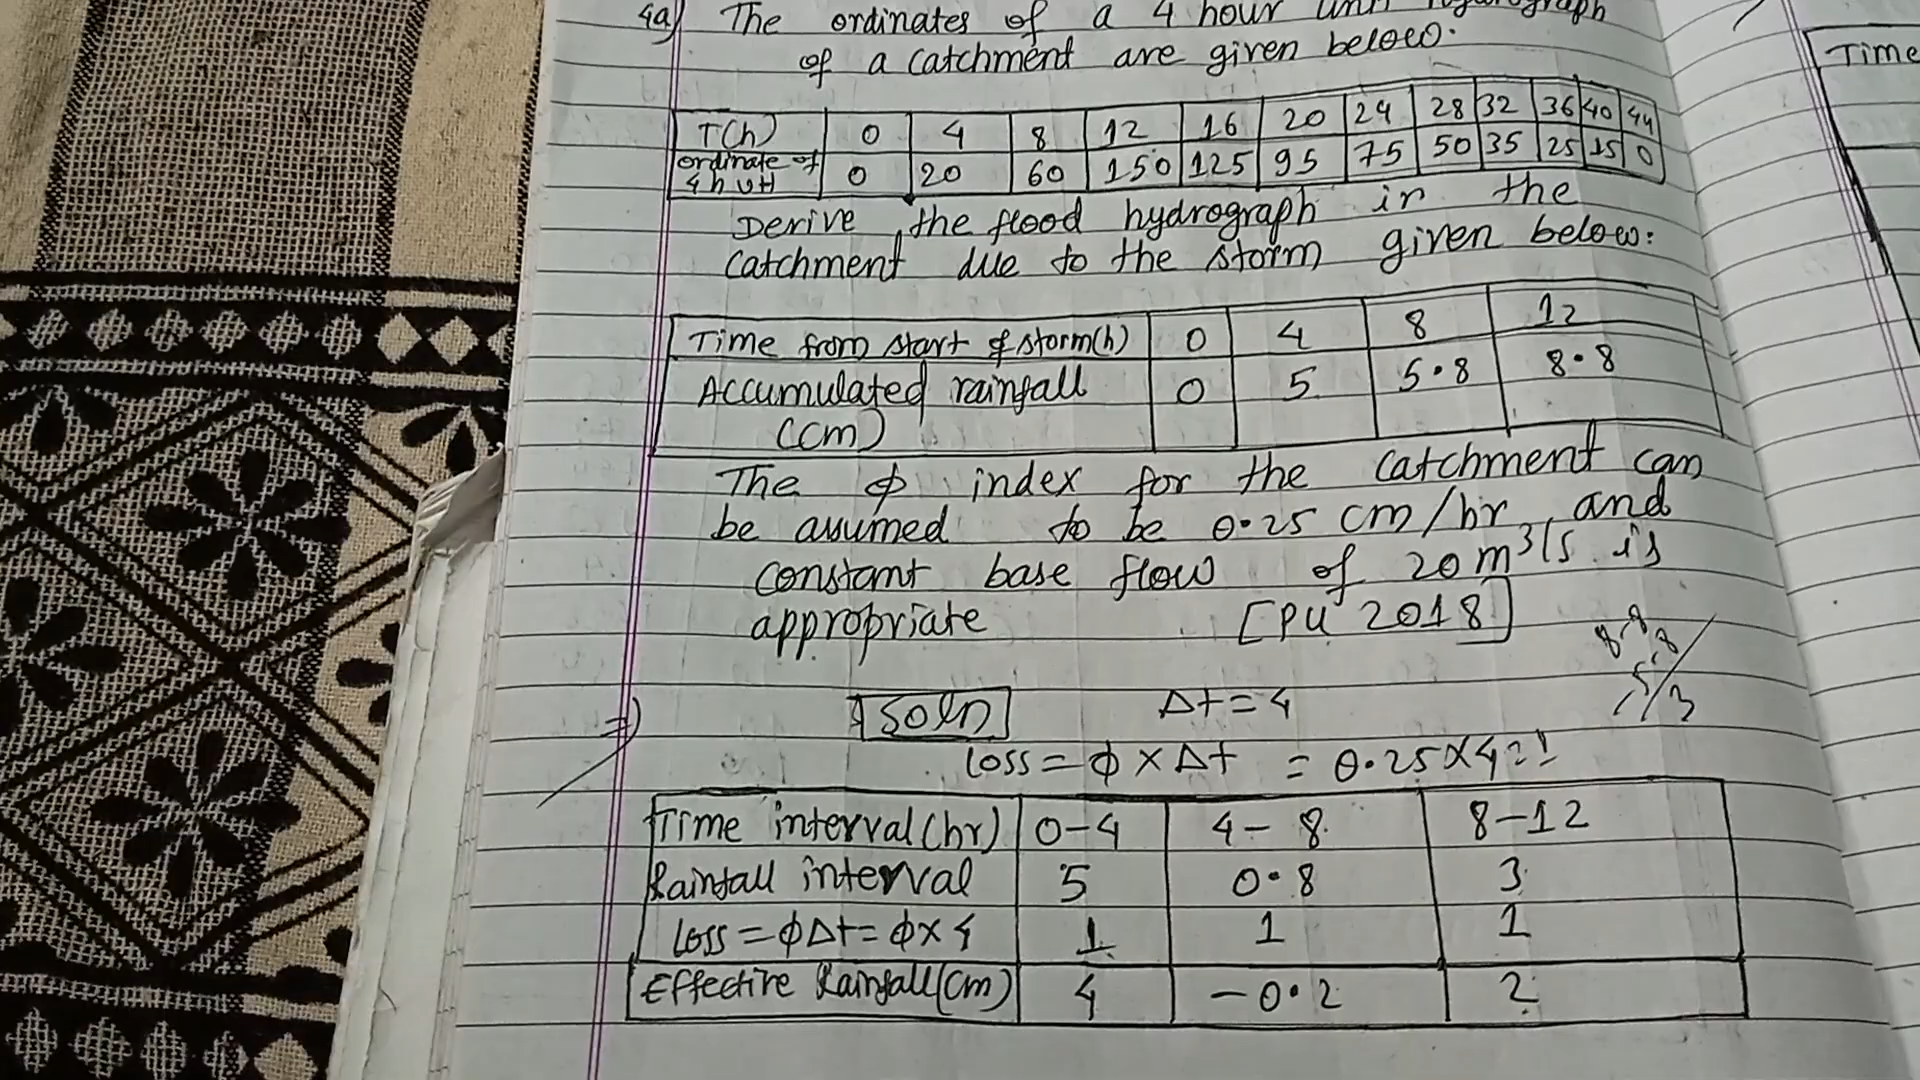 4a) The ordinates of a 4 hour unit hydrograph
of a catchment are given below.
T(h) 0 4 8 12 16 20 24 28 32 36 40 44
ordinate of 4h UH 0 20 60 150 125 95 75 50 35 25 15 0
Derive the flood hydrograph in the
catchment due to the storm given below:
Time from start of storm(h) 0 4 8 12
Accumulated rainfall 0 5 5.8 8.8
(cm)
The φ index for the catchment can
be asumed to be 0.25 cm/hr and
constant base flow of 20 m³/s is
appropriate [PU 2018]
8.8
5.8
3
⇒) Soln Δt = 4
Loss = φ × Δt = 0.25×4=1
Time interval(hr) 0-4 4-8 8-12
Rainfall interval 5 0.8 3
Loss = φΔt = φ×4 1 1 1
Effective Rainfall(cm) 4 -0.2 2
Time